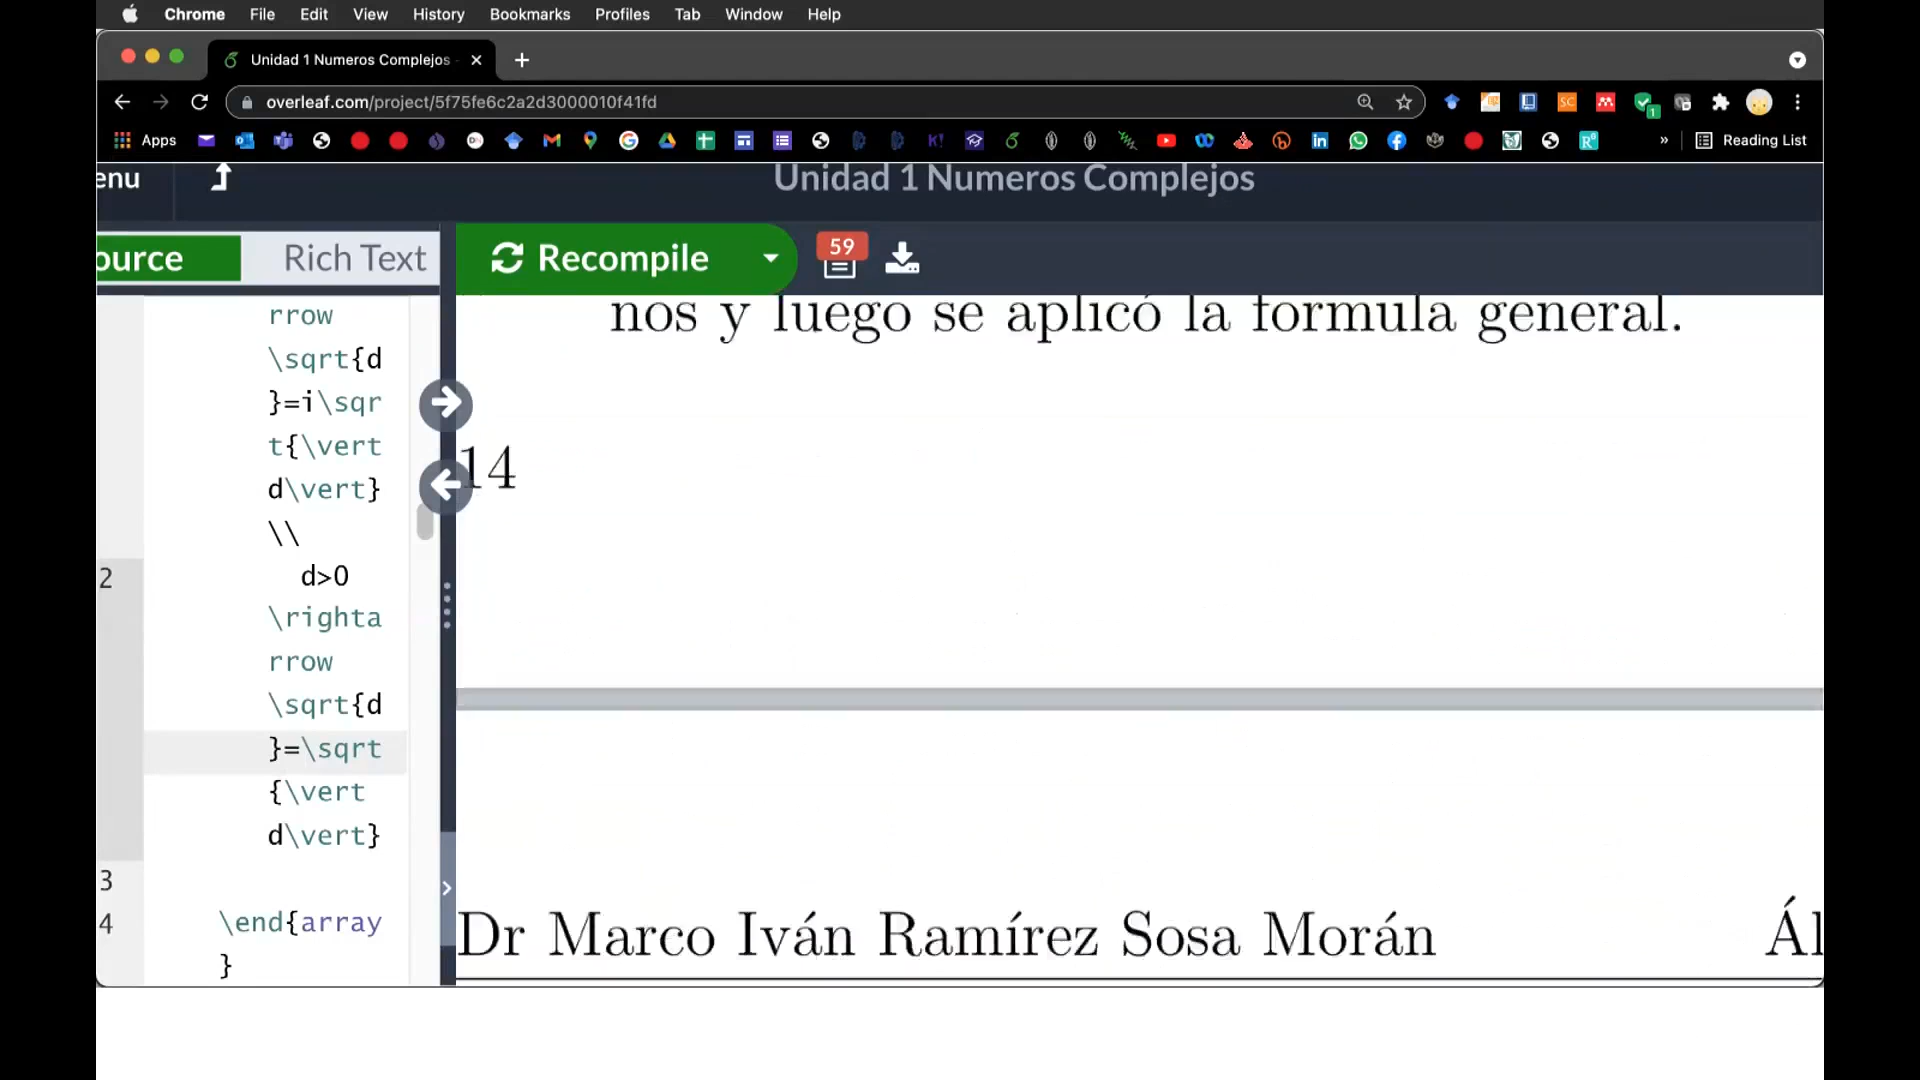 Chrome File Edit View History Bookmarks Profiles Tab Window Help
Unidad 1 Numeros Complejos
overleaf.com/project/5f75fe6c2a2d3000010f41fd
Apps
Reading List
enu
Unidad 1 Numeros Complejos
ource
Rich Text
Recompile
59
rrow
\sqrt{d
}=i\sqr
t{\vert
d\vert}
\\
2 d>0
\righta
rrow
\sqrt{d
}=\sqrt
{\vert
d\vert}
3
4 \end{array
}
nos y luego se aplicó la formula general.
14
Dr Marco Iván Ramírez Sosa Morán
Ál